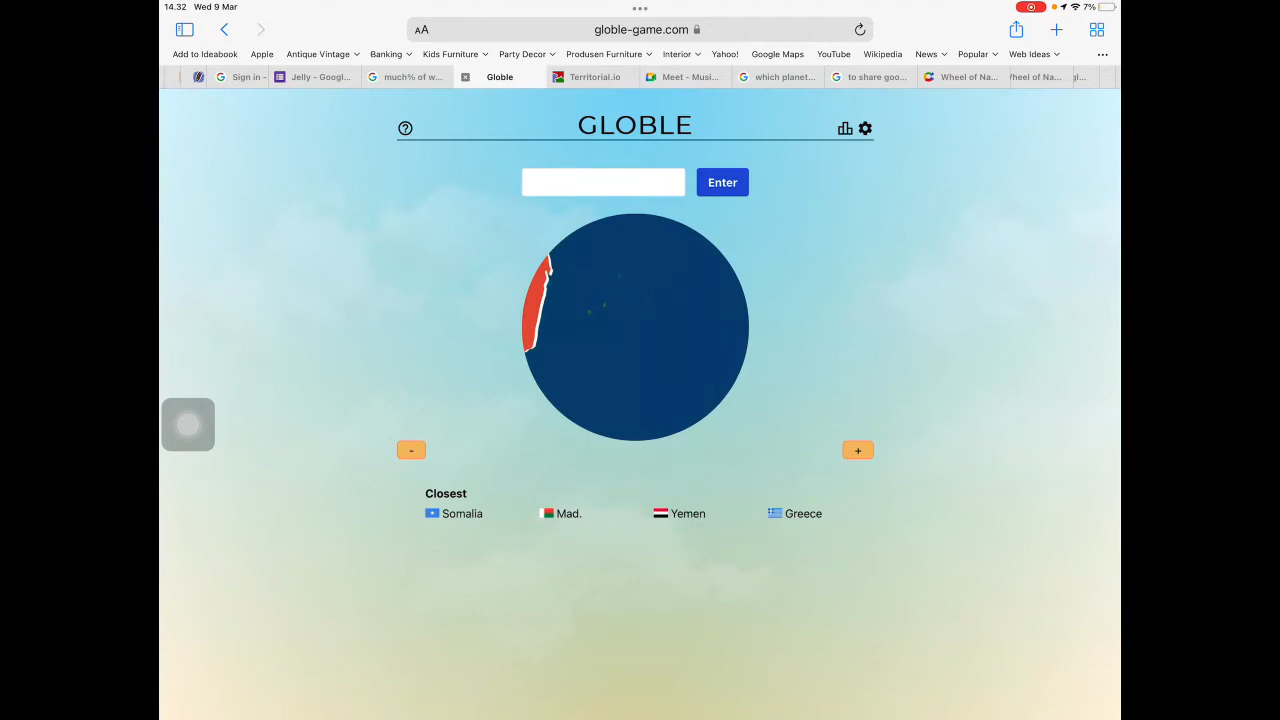 14.32 Wed 9 Mar
7%
AA globle-game.com
Add to Ideabook Apple Antique Vintage Banking Kids Furniture Party Decor Produsen Furniture Interior Yahoo! Google Maps YouTube Wikipedia News Popular Web Ideas
Sign in - Jelly - Googl... much% of w... Globle Territorial.io Meet - Musi... which planet... to share goo... Wheel of Na... Wheel of Na...
GLOBLE
Enter
- +
Closest
Somalia Mad. Yemen Greece